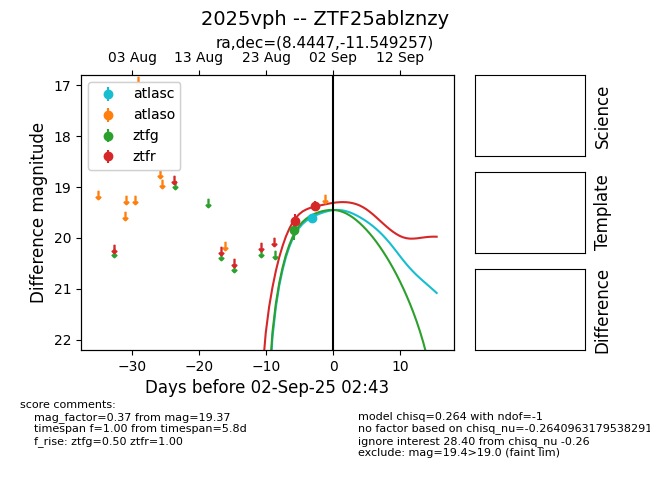 2025vph -- ZTF25ablznzy
ra,dec=(8.4447,-11.549257)
03 Aug 13 Aug 23 Aug 02 Sep 12 Sep
17
18
19
20
21
22
Difference magnitude
atlasc
atlaso
ztfg
ztfr
−30 −20 −10 0 10
Days before 02-Sep-25 02:43
Science
Template
Difference
score comments:
mag_factor=0.37 from mag=19.37
timespan f=1.00 from timespan=5.8d
f_rise: ztfg=0.50 ztfr=1.00
model chisq=0.264 with ndof=-1
no factor based on chisq_nu=-0.2640963179538291
ignore interest 28.40 from chisq_nu -0.26
exclude: mag=19.4>19.0 (faint lim)